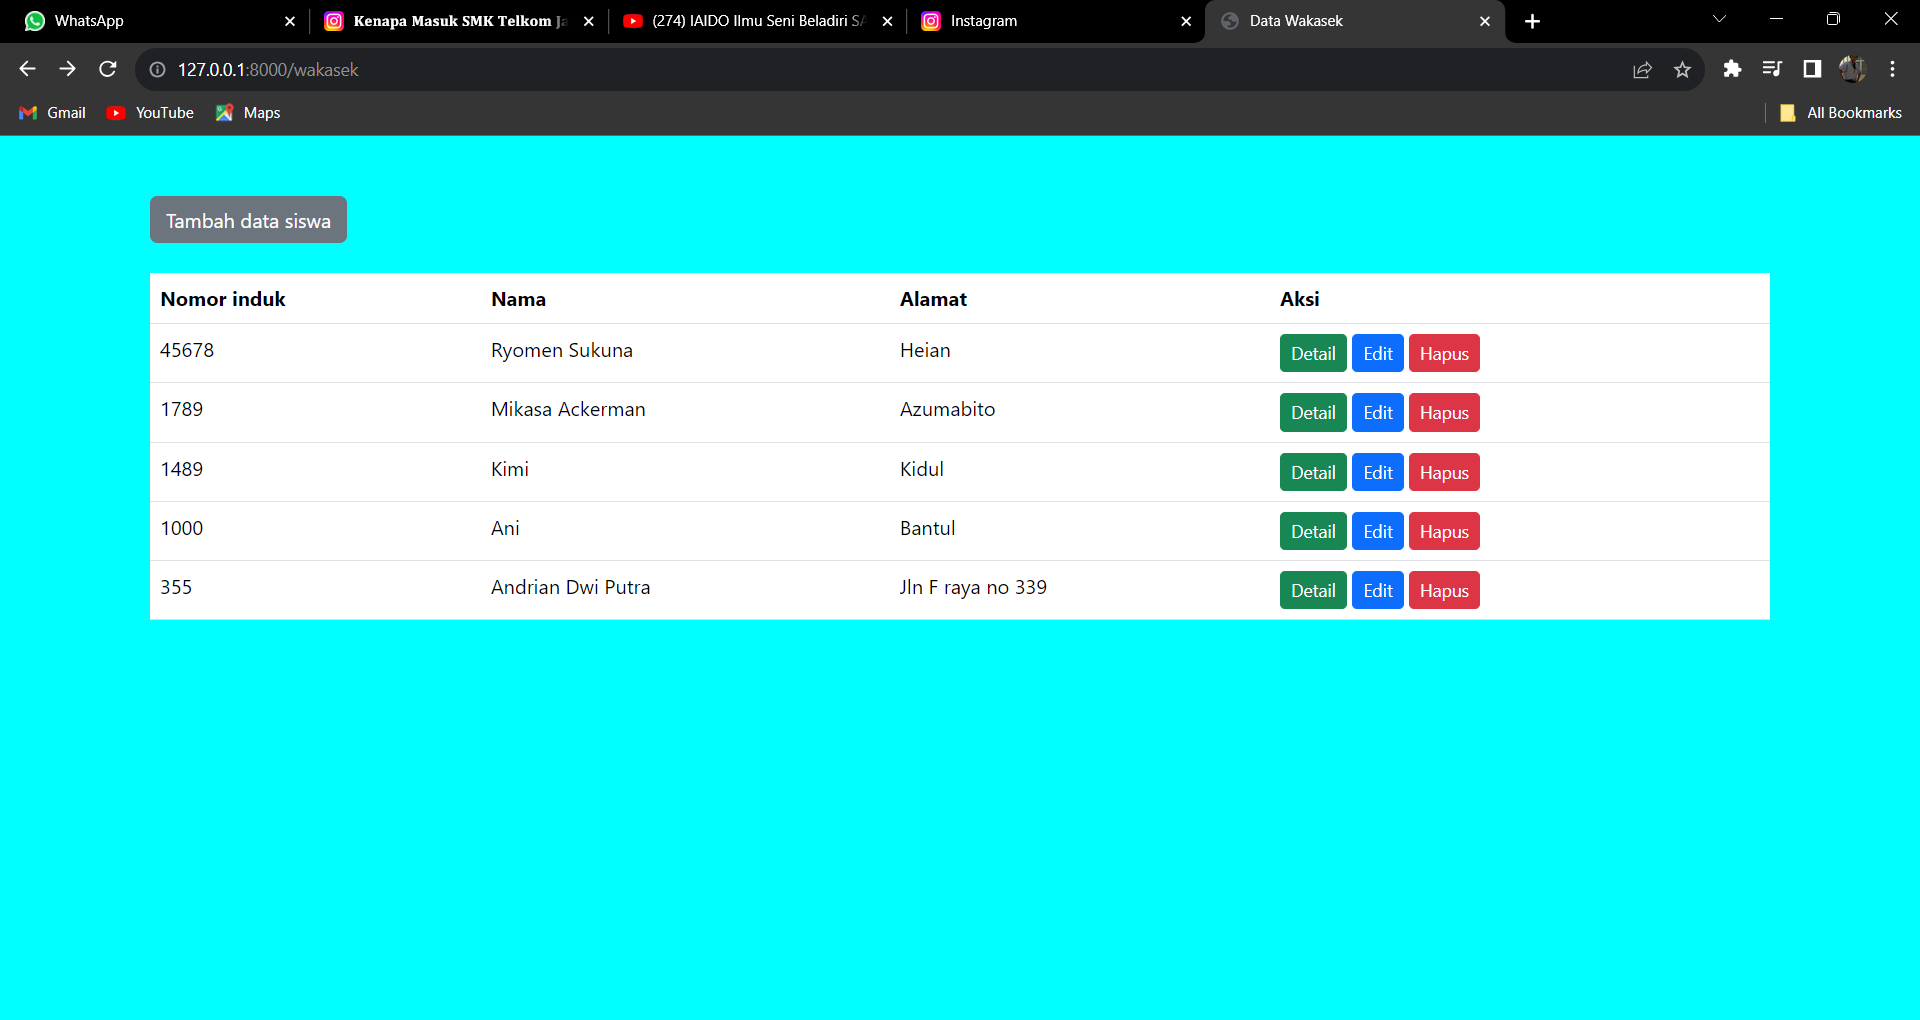 WhatsApp
Kenapa Masuk SMK Telkom Ja
(274) IAIDO Ilmu Seni Beladiri SA
Instagram
Data Wakasek
127.0.0.1:8000/wakasek
Gmail YouTube Maps All Bookmarks
Tambah data siswa
Nomor induk Nama Alamat Aksi
45678 Ryomen Sukuna Heian Detail Edit Hapus
1789 Mikasa Ackerman Azumabito Detail Edit Hapus
1489 Kimi Kidul Detail Edit Hapus
1000 Ani Bantul Detail Edit Hapus
355 Andrian Dwi Putra Jln F raya no 339 Detail Edit Hapus